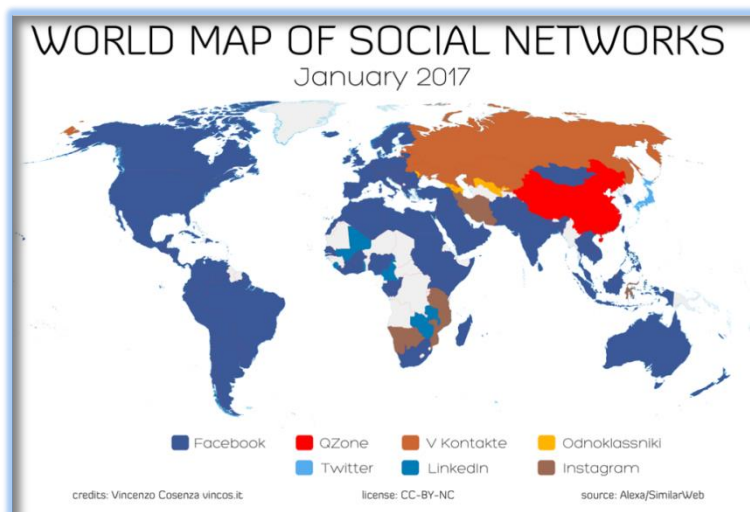 WORLD MAP OF SOCIAL NETWORKS
January 2017
Facebook QZone V Kontakte Odnoklassniki
Twitter LinkedIn Instagram
credits: Vincenzo Cosenza vincos.it license: CC-BY-NC source: Alexa/SimilarWeb